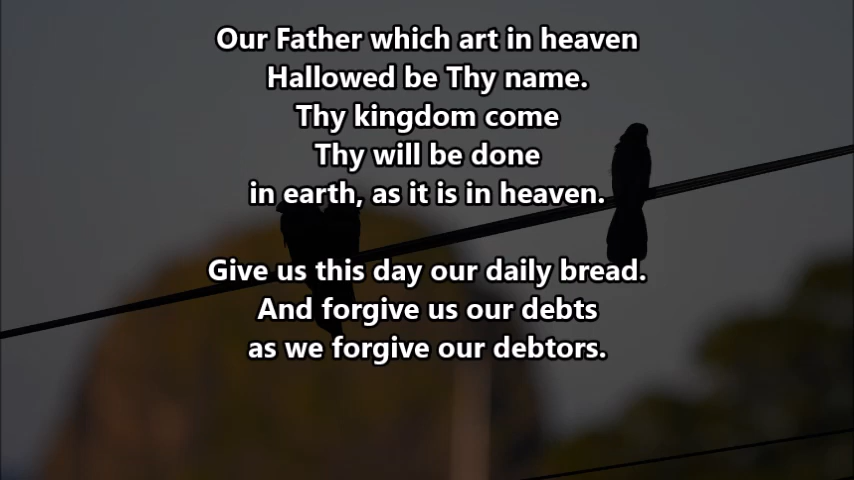 Our Father which art in heaven
Hallowed be Thy name.
Thy kingdom come
Thy will be done
in earth, as it is in heaven.
Give us this day our daily bread.
And forgive us our debts
as we forgive our debtors.